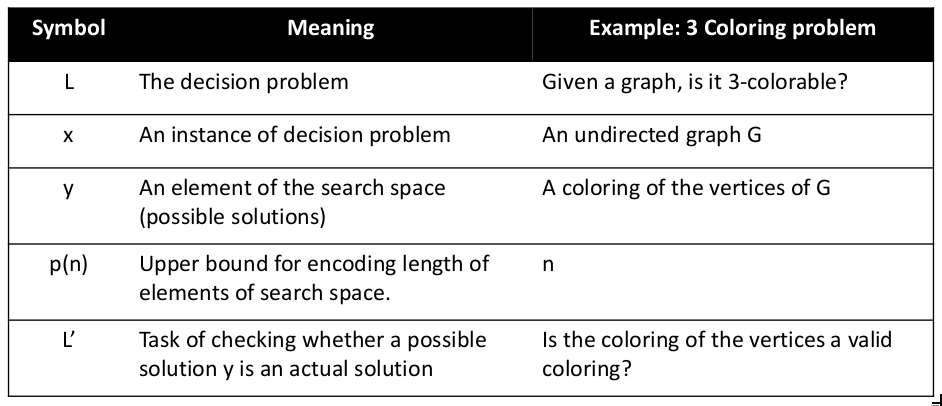 Symbol Meaning Example: 3 Coloring problem
L The decision problem Given a graph, is it 3-colorable?
x An instance of decision problem An undirected graph G
y An element of the search space A coloring of the vertices of G
(possible solutions)
p(n) Upper bound for encoding length of n
elements of search space.
L’ Task of checking whether a possible Is the coloring of the vertices a valid
solution y is an actual solution coloring?